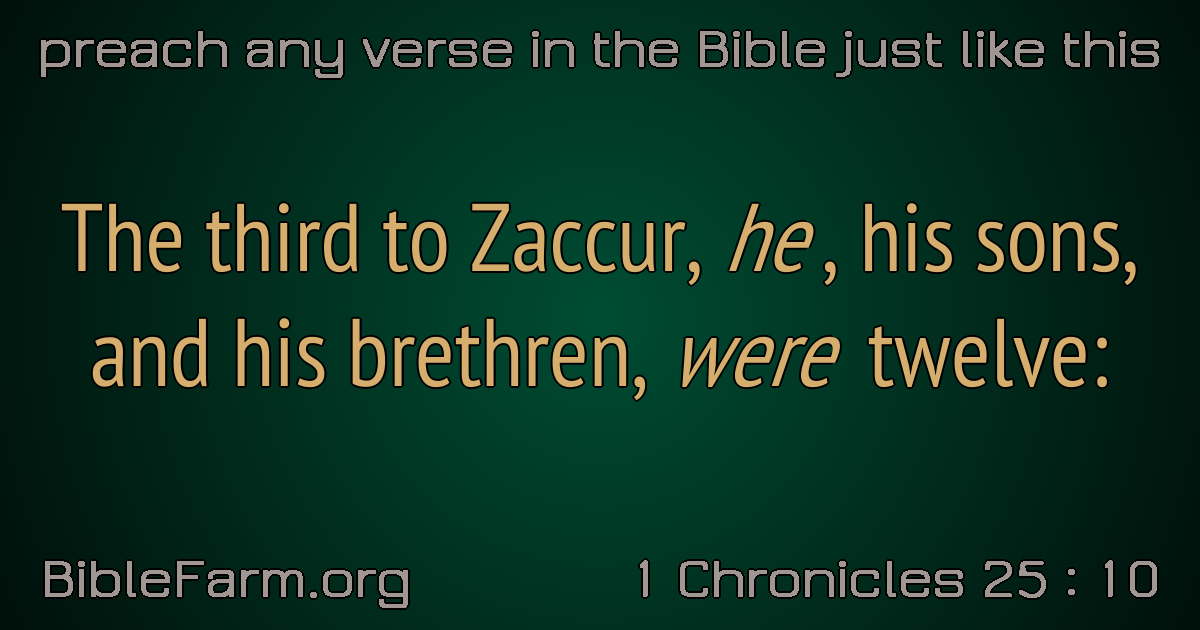 preach any verse in the Bible just like this
The third to Zaccur, he, his sons,
and his brethren, were twelve:
BibleFarm.org
1 Chronicles 25 : 10